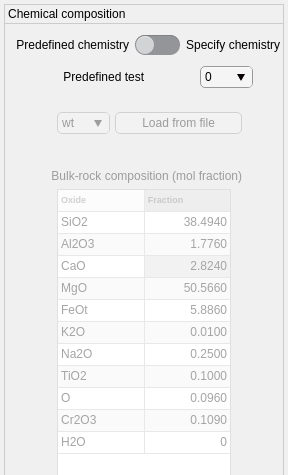 Chemical composition
Predefined chemistry Specify chemistry
Predefined test 0
wt Load from file
Bulk-rock composition (mol fraction)
Oxide Fraction
SiO2 38.4940
Al2O3 1.7760
CaO 2.8240
MgO 50.5660
FeOt 5.8860
K2O 0.0100
Na2O 0.2500
TiO2 0.1000
O 0.0960
Cr2O3 0.1090
H2O 0